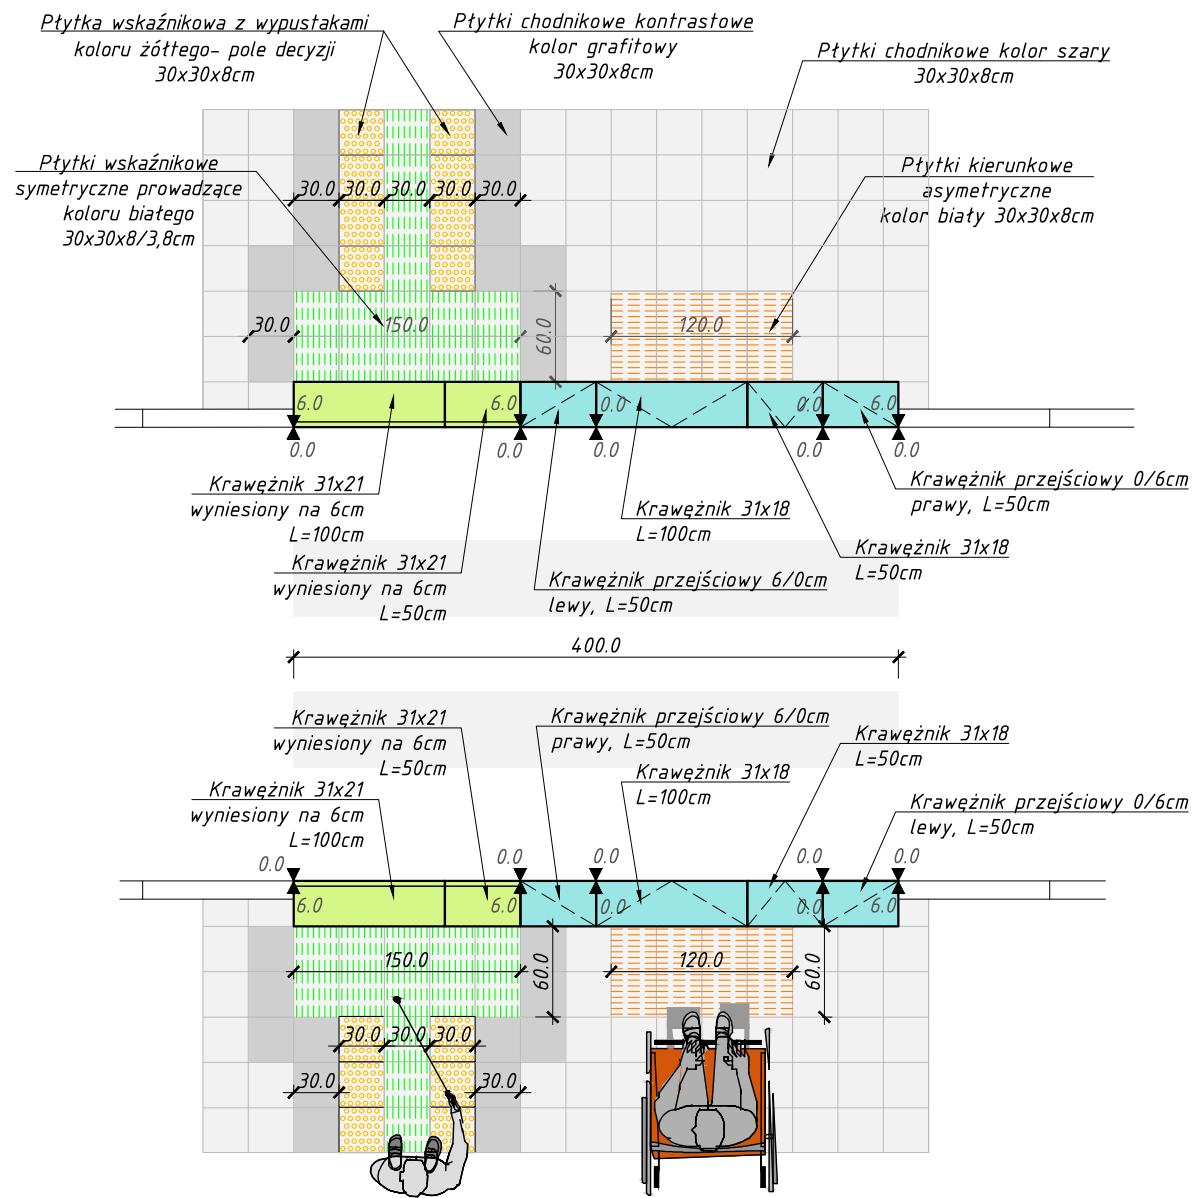 Płytka wskaźnikowa z wypustakami
koloru żółtego- pole decyzji
30x30x8cm
Płytki chodnikowe kontrastowe
kolor grafitowy
30x30x8cm
Płytki chodnikowe kolor szary
30x30x8cm
Płytki wskaźnikowe
symetryczne prowadzące
koloru białego
30x30x8/3,8cm
Płytki kierunkowe
asymetryczne
kolor biały 30x30x8cm
30.0 30.0 30.0 30.0 30.0
30.0 150.0 60.0 120.0
6.0 6.0 0.0 0.0 6.0
0.0 0.0 0.0 0.0 0.0
Krawężnik 31x21
wyniesiony na 6cm
L=100cm
Krawężnik 31x21
wyniesiony na 6cm
L=50cm
Krawężnik przejściowy 6/0cm
lewy, L=50cm
Krawężnik 31x18
L=100cm
Krawężnik 31x18
L=50cm
Krawężnik przejściowy 0/6cm
prawy, L=50cm
400.0
Krawężnik 31x21
wyniesiony na 6cm
L=50cm
Krawężnik 31x21
wyniesiony na 6cm
L=100cm
Krawężnik przejściowy 6/0cm
prawy, L=50cm
Krawężnik 31x18
L=100cm
Krawężnik 31x18
L=50cm
Krawężnik przejściowy 0/6cm
lewy, L=50cm
0.0 0.0 0.0 0.0 0.0
6.0 6.0 0.0 0.0 6.0
150.0 60.0 120.0 60.0
30.0 30.0 30.0
30.0 30.0